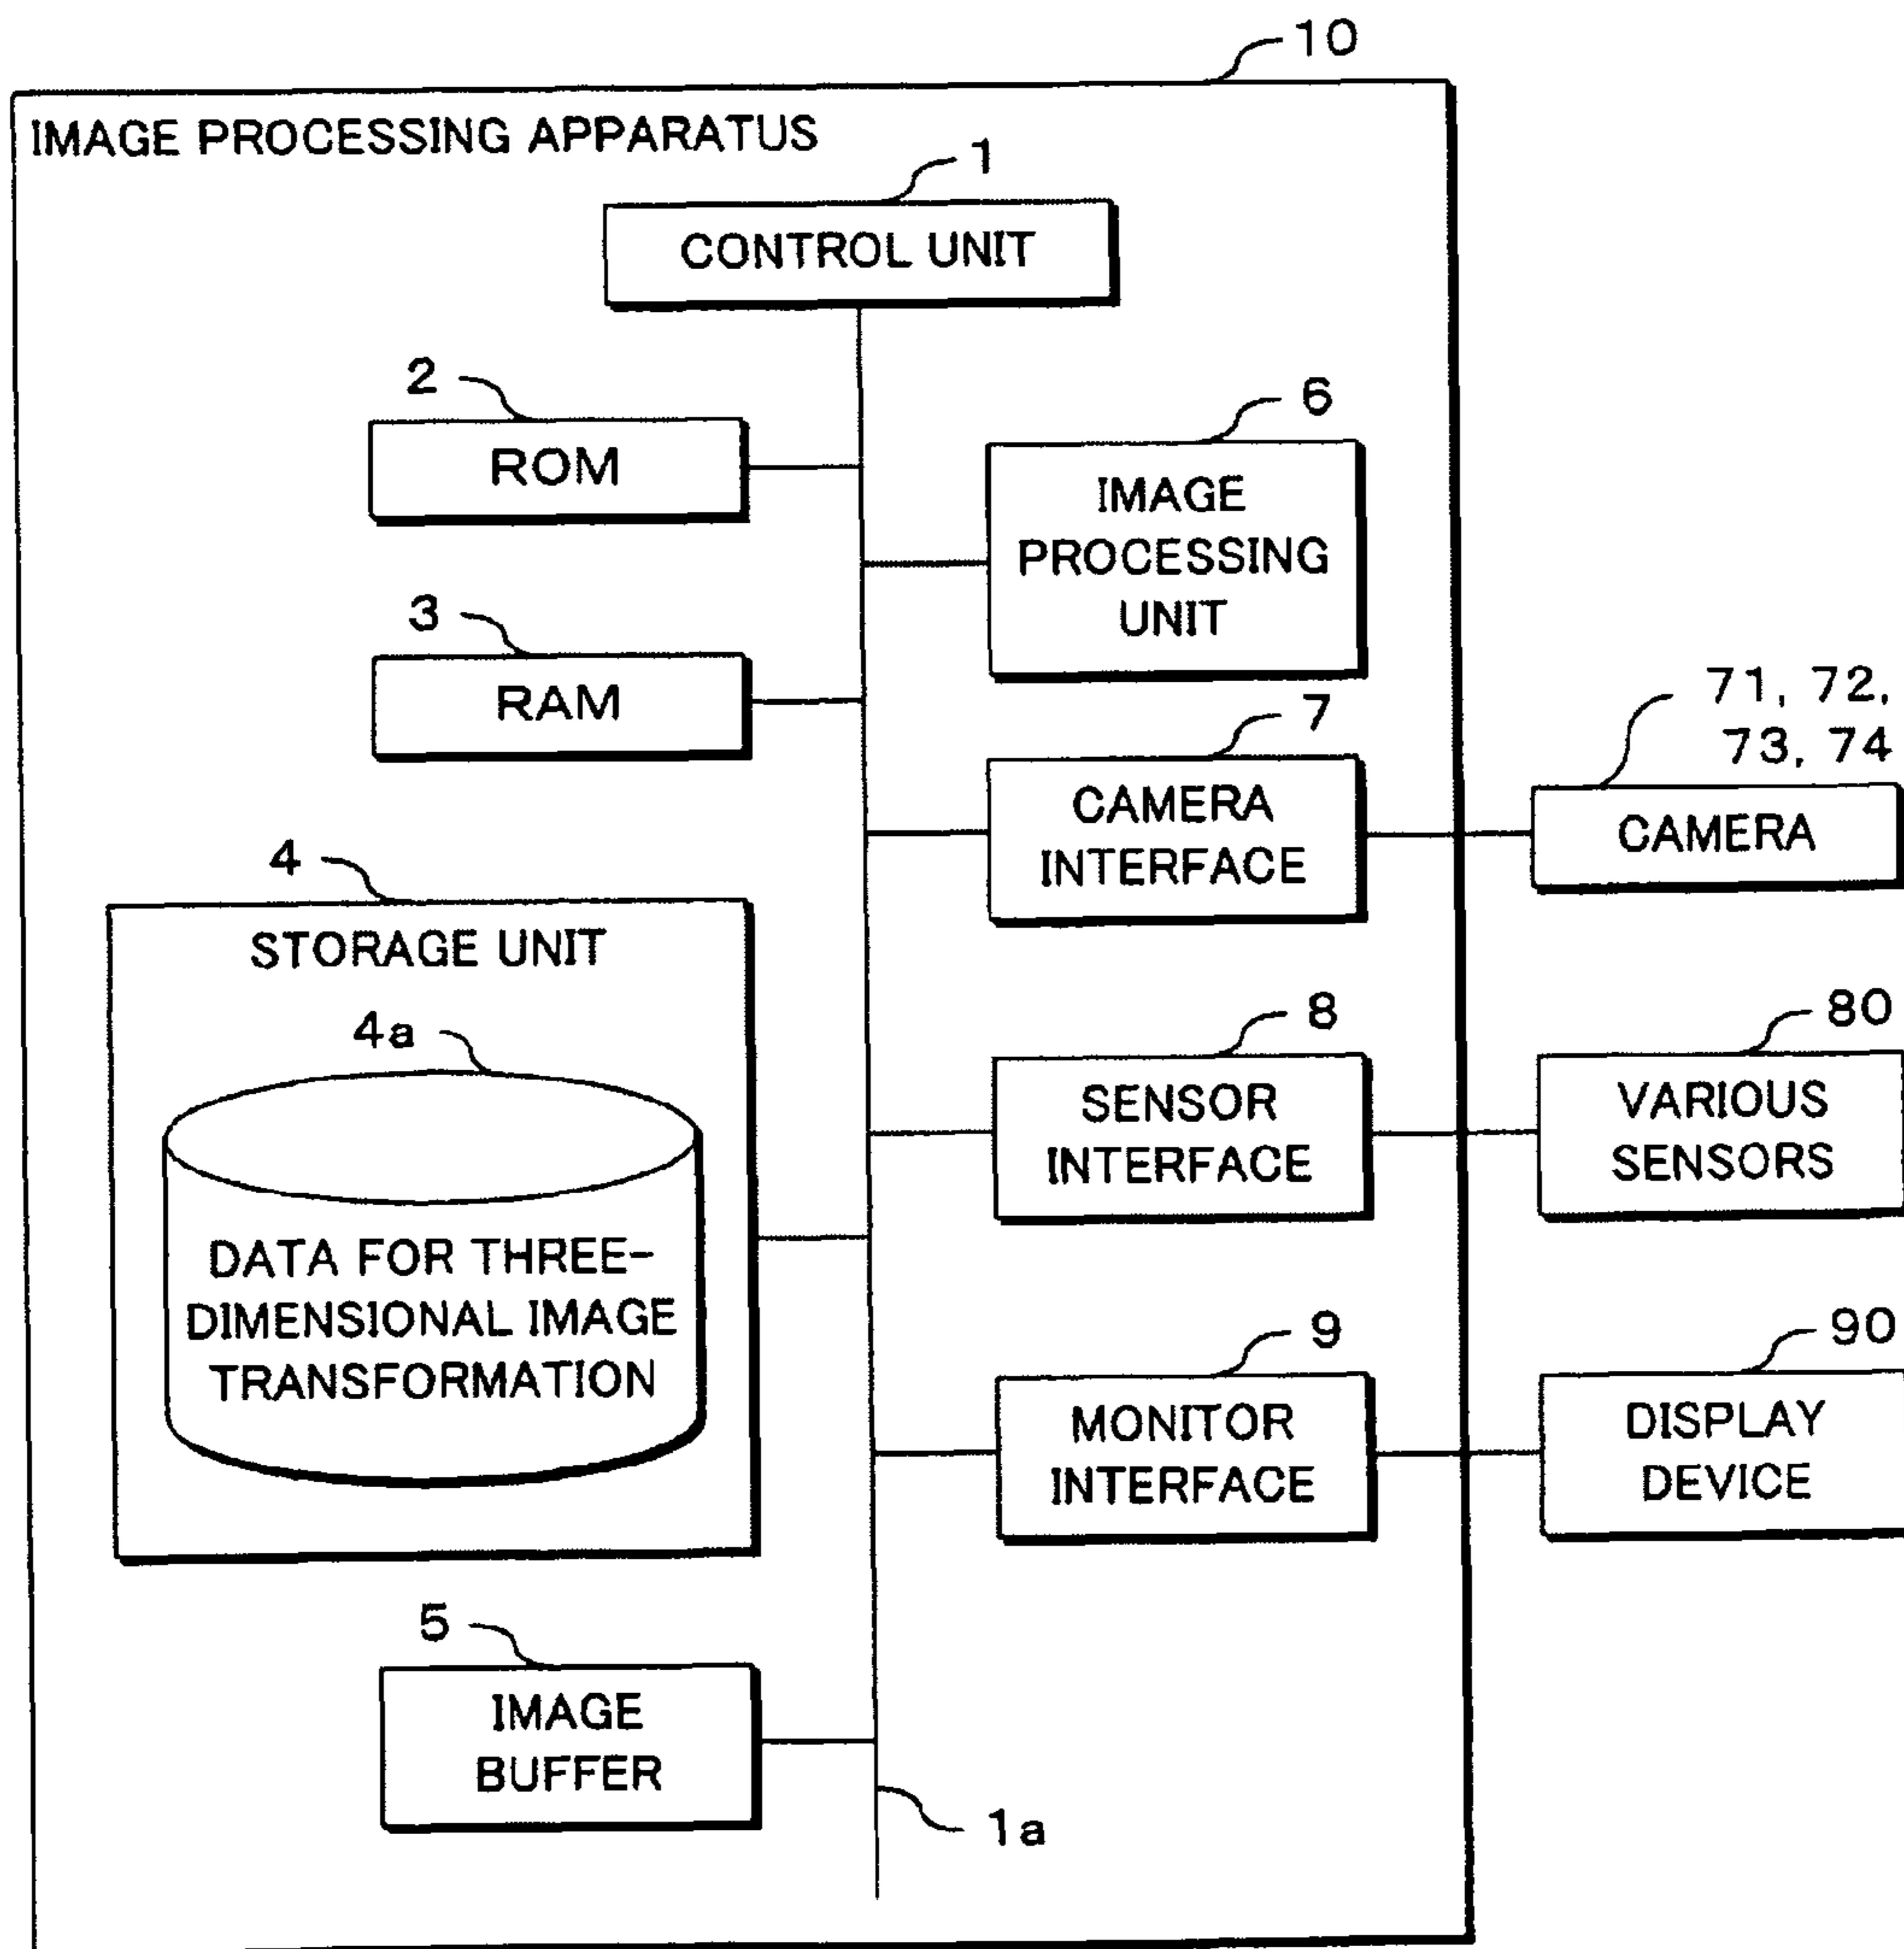 10
IMAGE PROCESSING APPARATUS
1
CONTROL UNIT
2
ROM
6
IMAGE
PROCESSING
UNIT
3
RAM
7
CAMERA
INTERFACE
71, 72,
73, 74
CAMERA
4
STORAGE UNIT
4a
DATA FOR THREE-
DIMENSIONAL IMAGE
TRANSFORMATION
8
SENSOR
INTERFACE
80
VARIOUS
SENSORS
9
MONITOR
INTERFACE
90
DISPLAY
DEVICE
5
IMAGE
BUFFER
1a